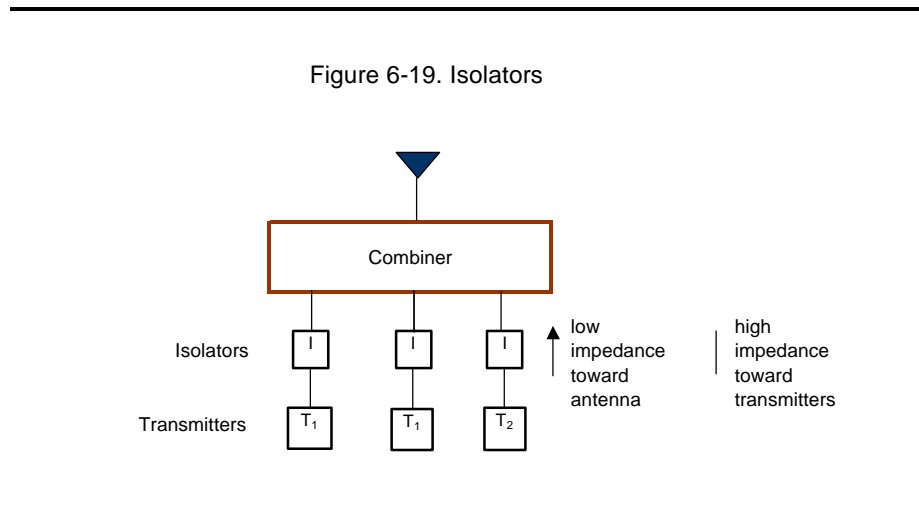 Figure 6-19. Isolators
Combiner
Isolators
I
I
I
low
impedance
toward
antenna
high
impedance
toward
transmitters
Transmitters
T₁
T₁
T₂